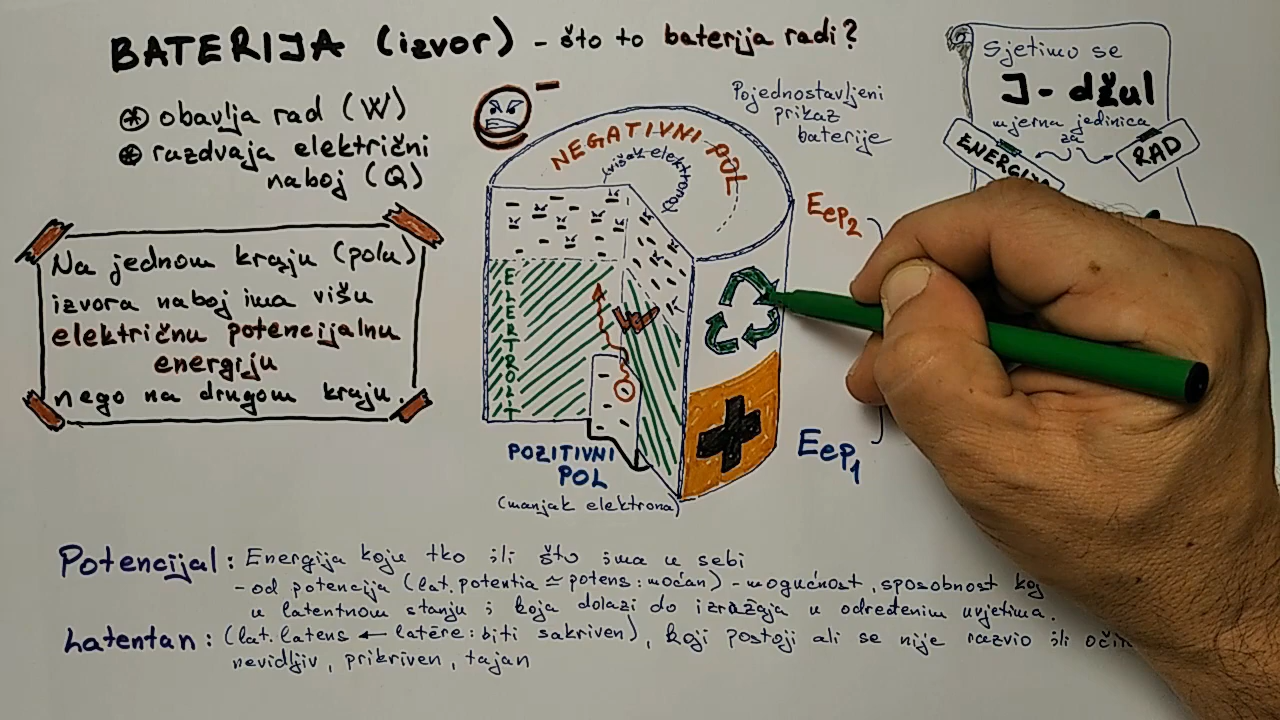 BATERIJA (izvor) - što to baterija radi?
⊛ obavlja rad (W)
⊛ razdvaja električni
naboj (Q)
Na jednom kraju (polu)
izvora naboj ima višu
električnu potencijalnu
energiju
nego na drugom kraju.
Pojednostavljeni
prikaz
baterije
-
NEGATIVNI POL
(višak elektrona)
ELEKTROLIT
W
+
POZITIVNI
POL
(manjak elektrona)
EeP2
EeP1
Sjetimo se
J - džul
mjerna jedinica
za
ENERGIJA
RAD
Potencijal: Energija koju tko ili što ima u sebi
- od potencija (lat. potentia ≃ potens: moćan) - mogućnost, sposobnost
u latentnom stanju i koja dolazi do izražaja u određenim uvjetima.
Latentan: (lat. latens ← latēre: biti sakriven), koji postoji ali se nije razvio ili
nevidljiv, prikriven, tajan